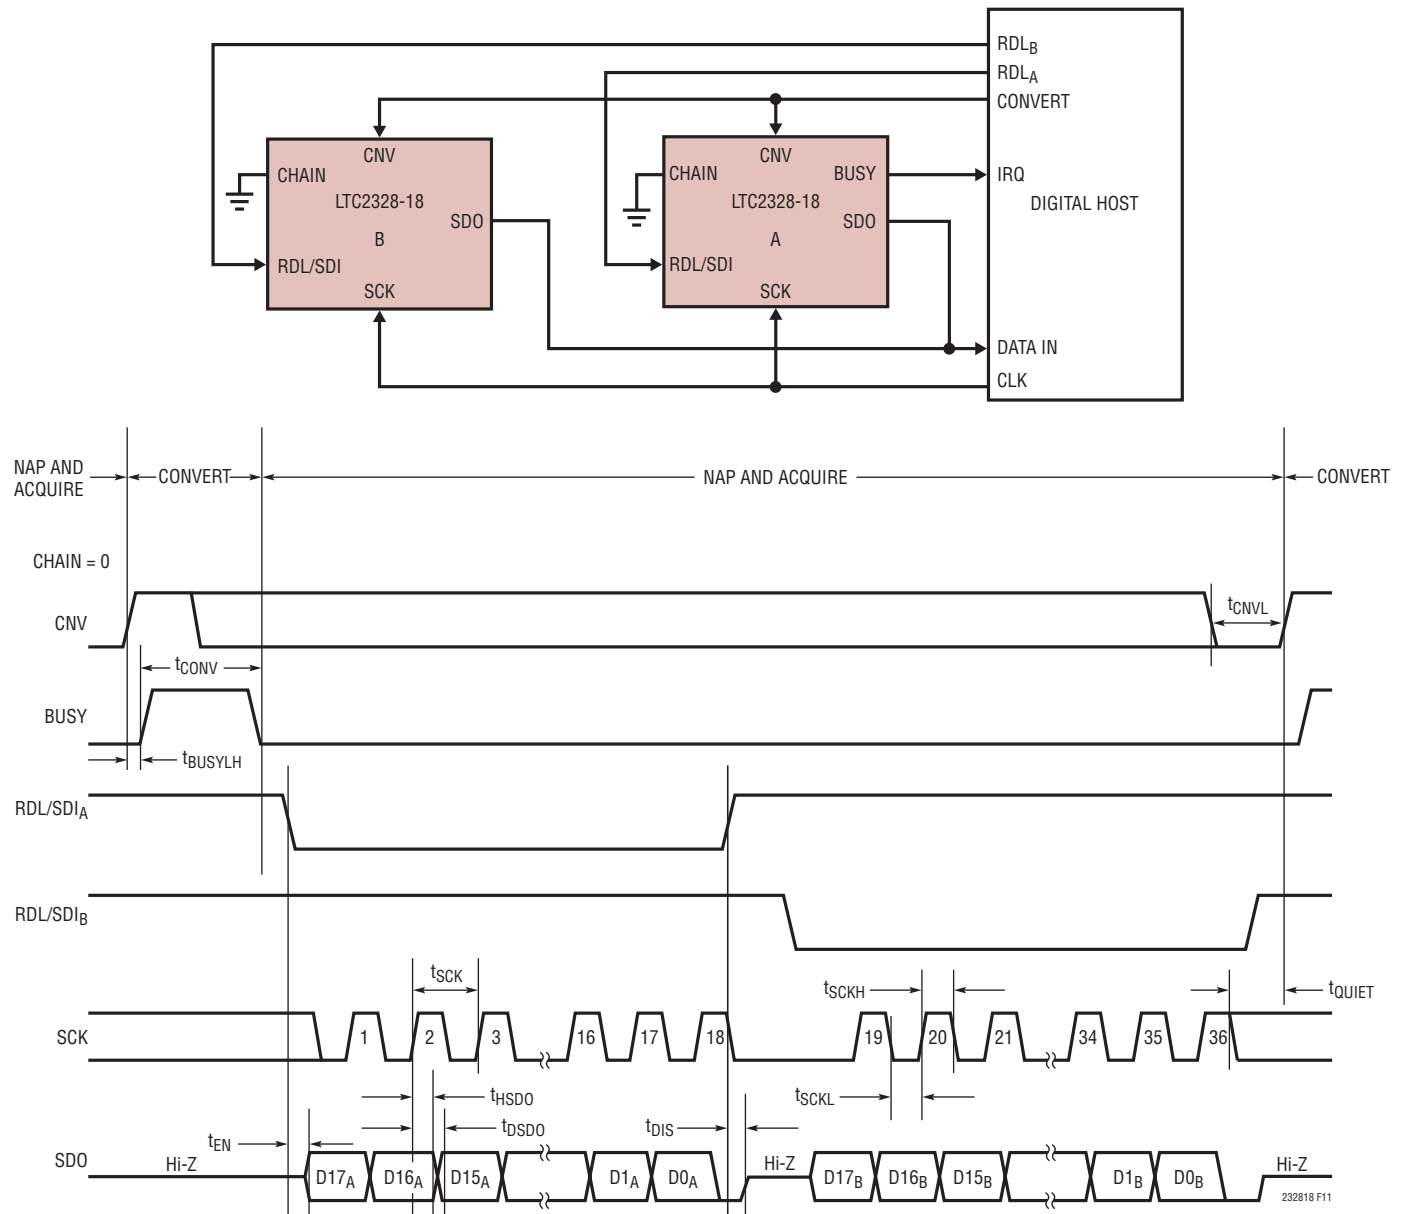 RDLB
RDLA
CONVERT
CNV
CNV
CHAIN
CHAIN
BUSY
IRQ
LTC2328-18
LTC2328-18
DIGITAL HOST
SDO
SDO
B
A
RDL/SDI
RDL/SDI
SCK
SCK
DATA IN
CLK
NAP AND
ACQUIRE
CONVERT
NAP AND ACQUIRE
CONVERT
CHAIN = 0
CNV
tCNVL
tCONV
BUSY
tBUSYLH
RDL/SDIA
RDL/SDIB
tSCK
tSCKH
tQUIET
SCK
1 2 3 16 17 18 19 20 21 34 35 36
tHSDO
tSCKL
tDSDO
tDIS
tEN
SDO
Hi-Z D17A D16A D15A D1A D0A Hi-Z D17B D16B D15B D1B D0B Hi-Z
232818 F11